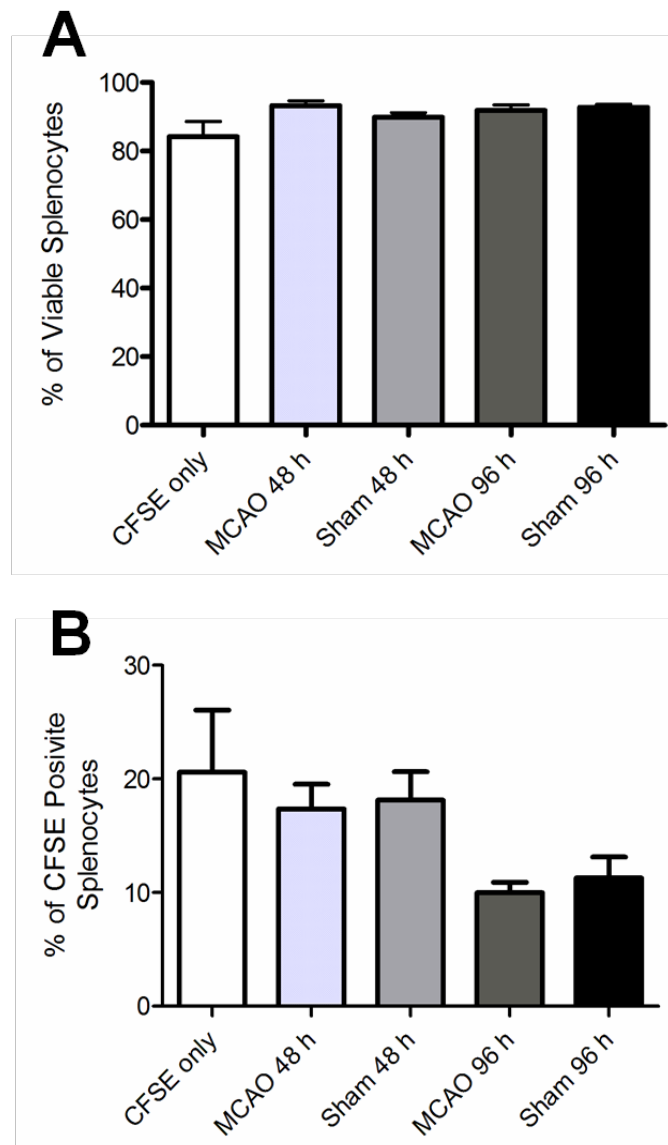 A
% of Viable Splenocytes
100
80
60
40
20
0
CFSE only
MCAO 48 h
Sham 48 h
MCAO 96 h
Sham 96 h
B
% of CFSE Posivite
Splenocytes
30
20
10
0
CFSE only
MCAO 48 h
Sham 48 h
MCAO 96 h
Sham 96 h